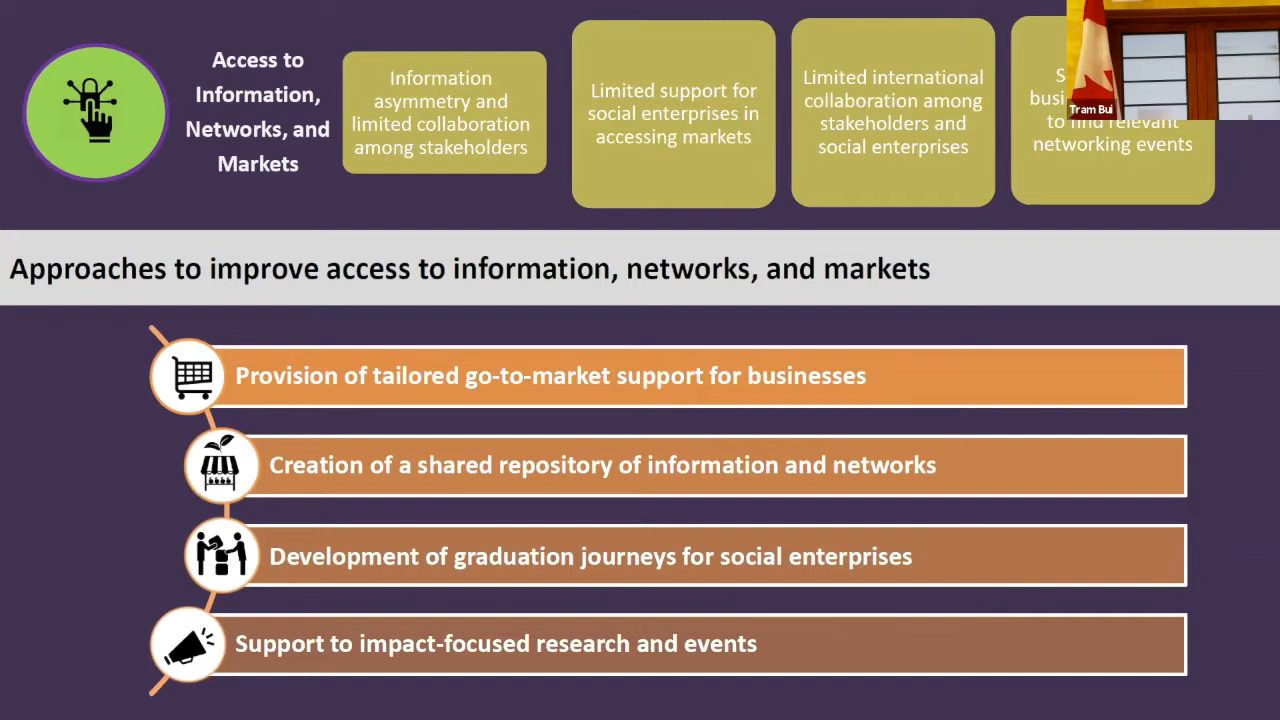 Access to
Information,
Networks, and
Markets
Information
asymmetry and
limited collaboration
among stakeholders
Limited support for
social enterprises in
accessing markets
Limited international
collaboration among
stakeholders and
social enterprises
to find relevant
networking events
Tram Bui
Approaches to improve access to information, networks, and markets
Provision of tailored go-to-market support for businesses
Creation of a shared repository of information and networks
Development of graduation journeys for social enterprises
Support to impact-focused research and events